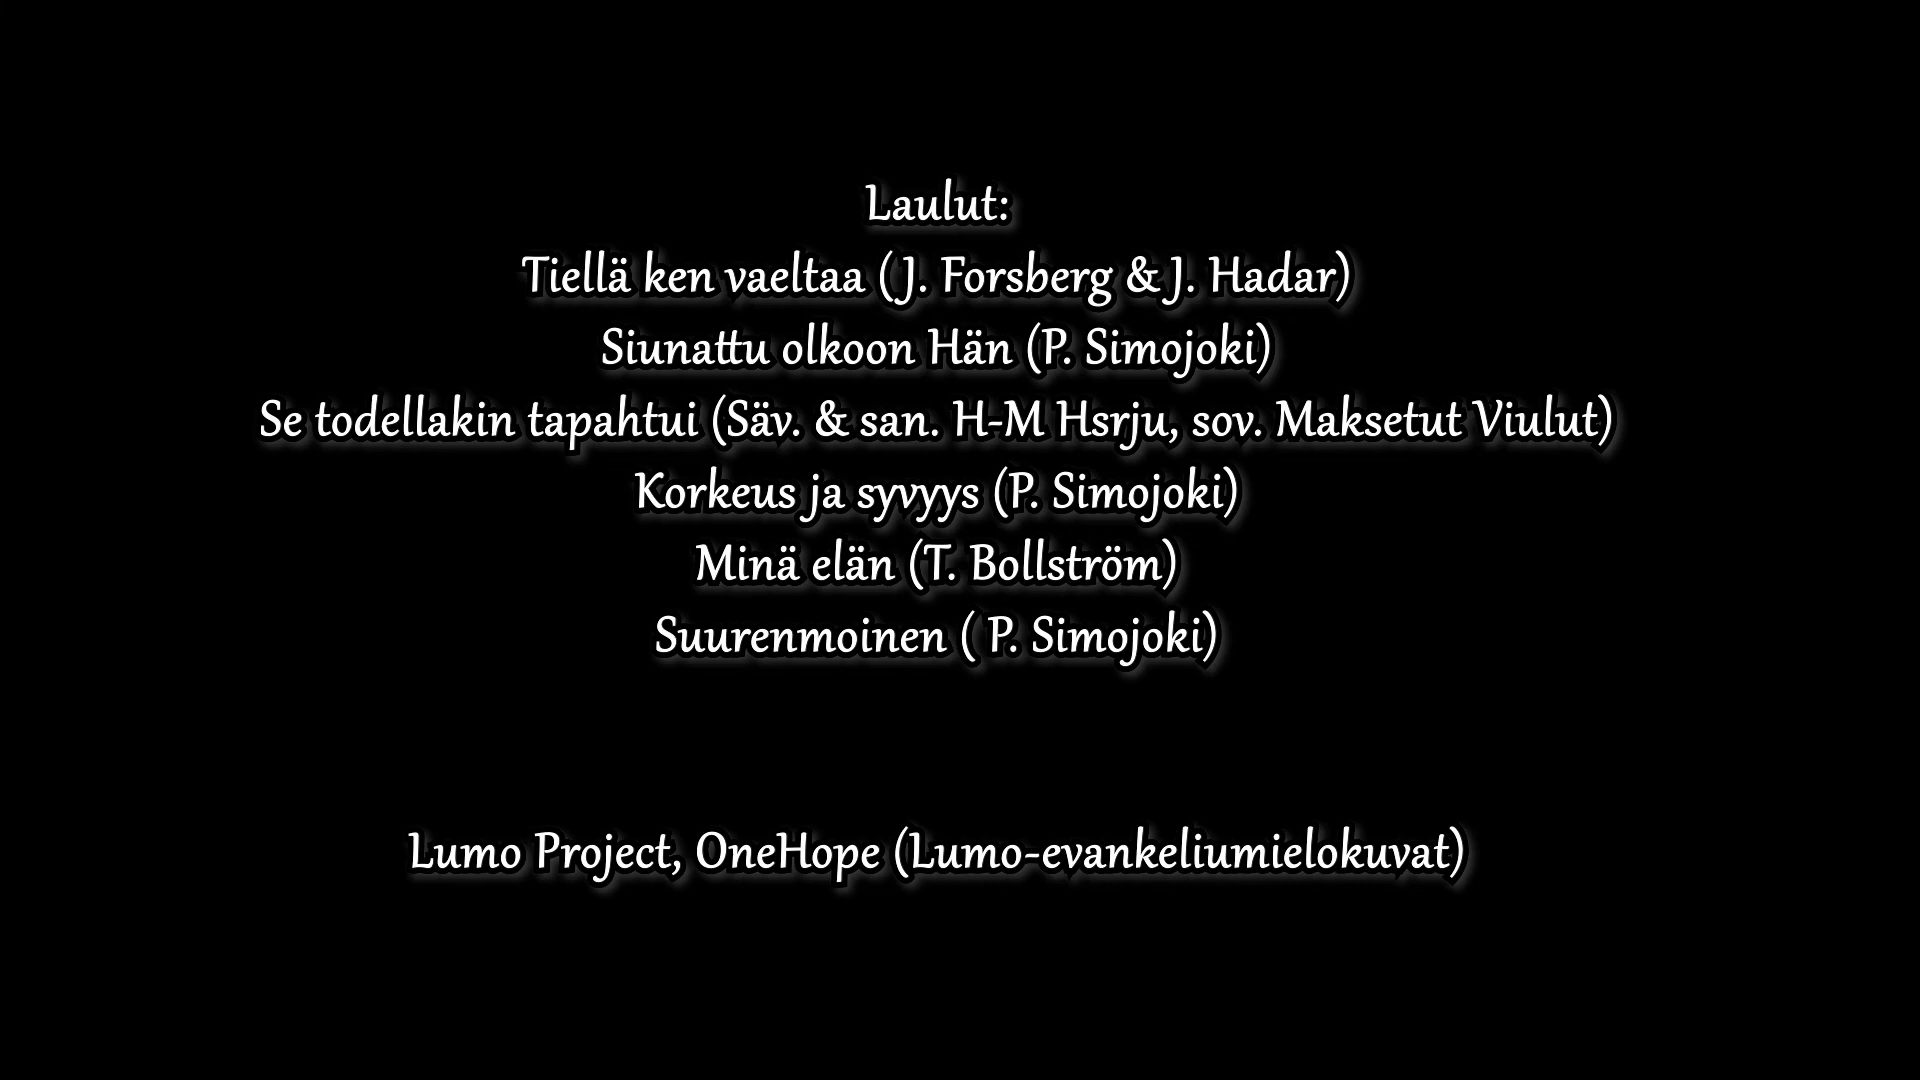 Laulut:
Tiellä ken vaeltaa (J. Forsberg & J. Hadar)
Siunattu olkoon Hän (P. Simojoki)
Se todellakin tapahtui (Säv. & san. H-M Hsrju, sov. Maksetut Viulut)
Korkeus ja syvyys (P. Simojoki)
Minä elän (T. Bollström)
Suurenmoinen ( P. Simojoki)
Lumo Project, OneHope (Lumo-evankeliumielokuvat)